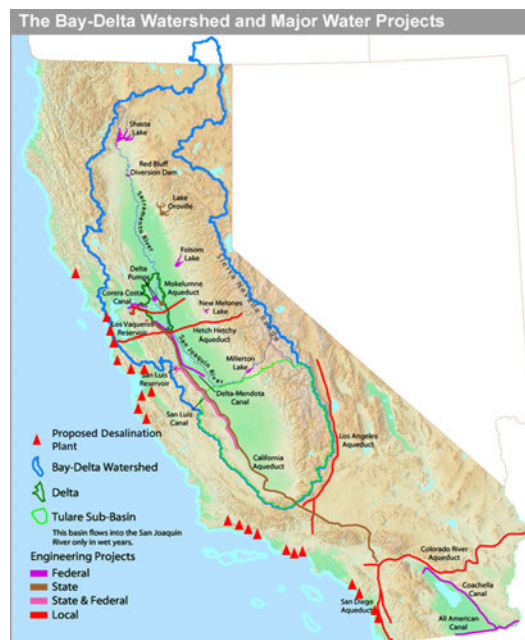 The Bay-Delta Watershed and Major Water Projects
Shasta
Lake
Red Bluff
Diversion Dam
Sacramento River
Lake
Oroville
Folsom
Lake
Delta
Pumps
Mokelumne
Aqueduct
Contra Costa
Canal
Sierra Nevada Range
New Melones
Lake
Los Vaqueros
Reservoir
Hetch Hetchy
Aqueduct
San Joaquin River
Millerton
Lake
San Luis
Reservoir
Delta-Mendota
Canal
San Luis
Canal
Los Angeles
Aqueduct
California
Aqueduct
Proposed Desalination
Plant
Bay-Delta Watershed
Delta
Tulare Sub-Basin
This basin flows into the San Joaquin
River only in wet years.
Engineering Projects
Federal
State
State & Federal
Local
Colorado River
Aqueduct
Coachella
Canal
San Diego
Aqueduct
All American
Canal